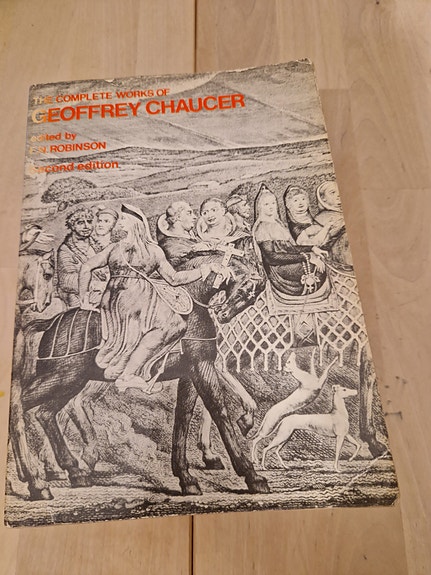 THE COMPLETE WORKS OF
GEOFFREY CHAUCER
edited by
F.N. ROBINSON
second edition